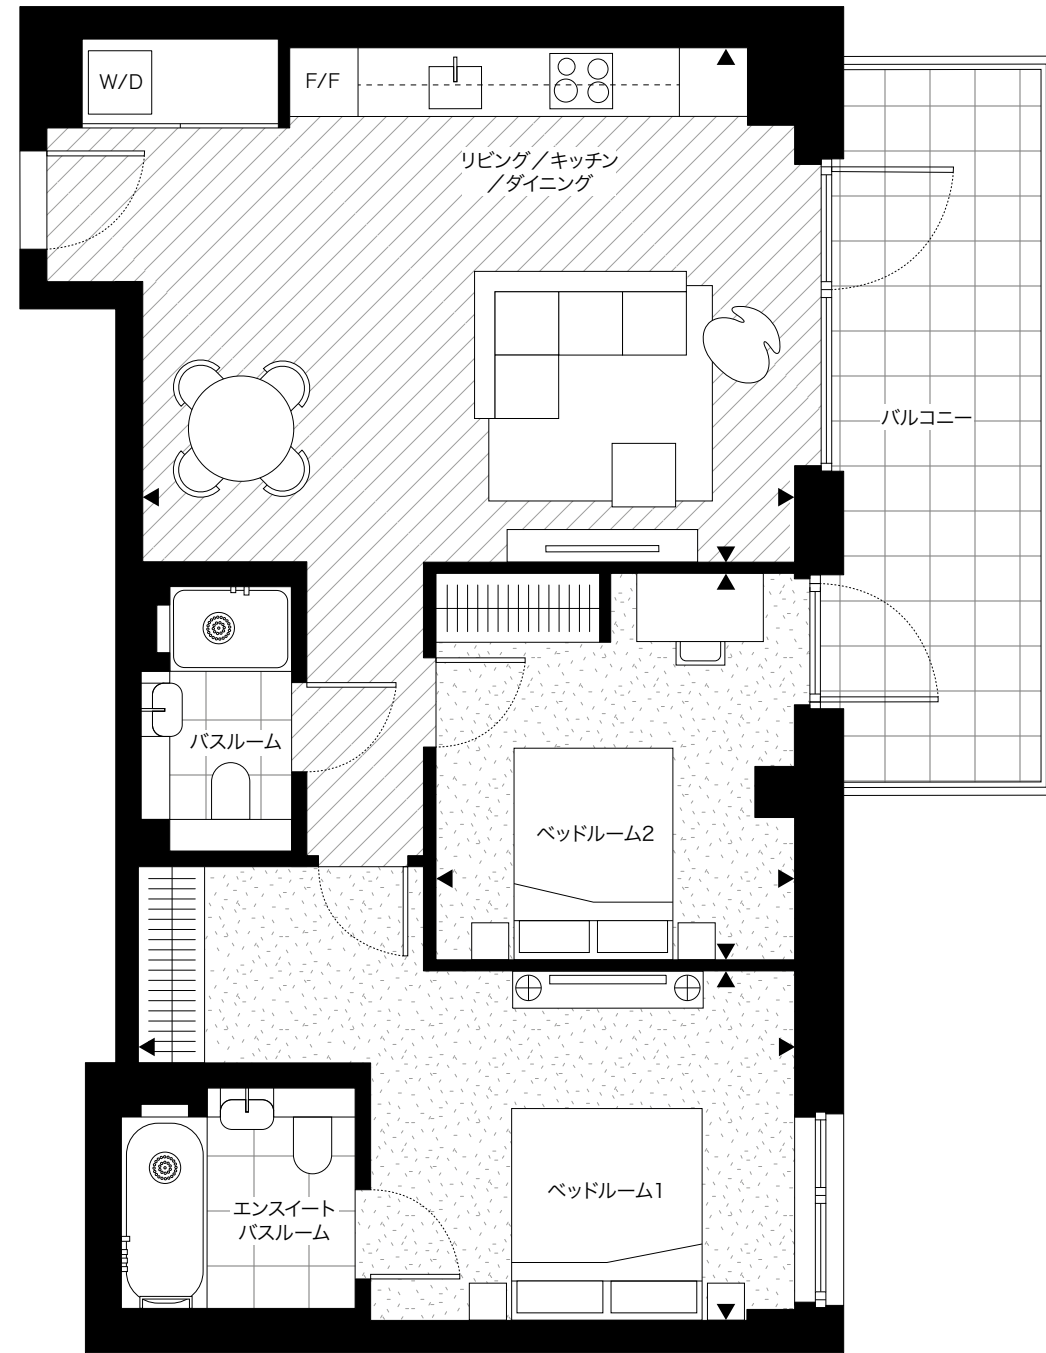 W/D
F/F
リビング／キッチン
／ダイニング
バルコニー
バスルーム
ベッドルーム2
ベッドルーム1
エンスイート
バスルーム